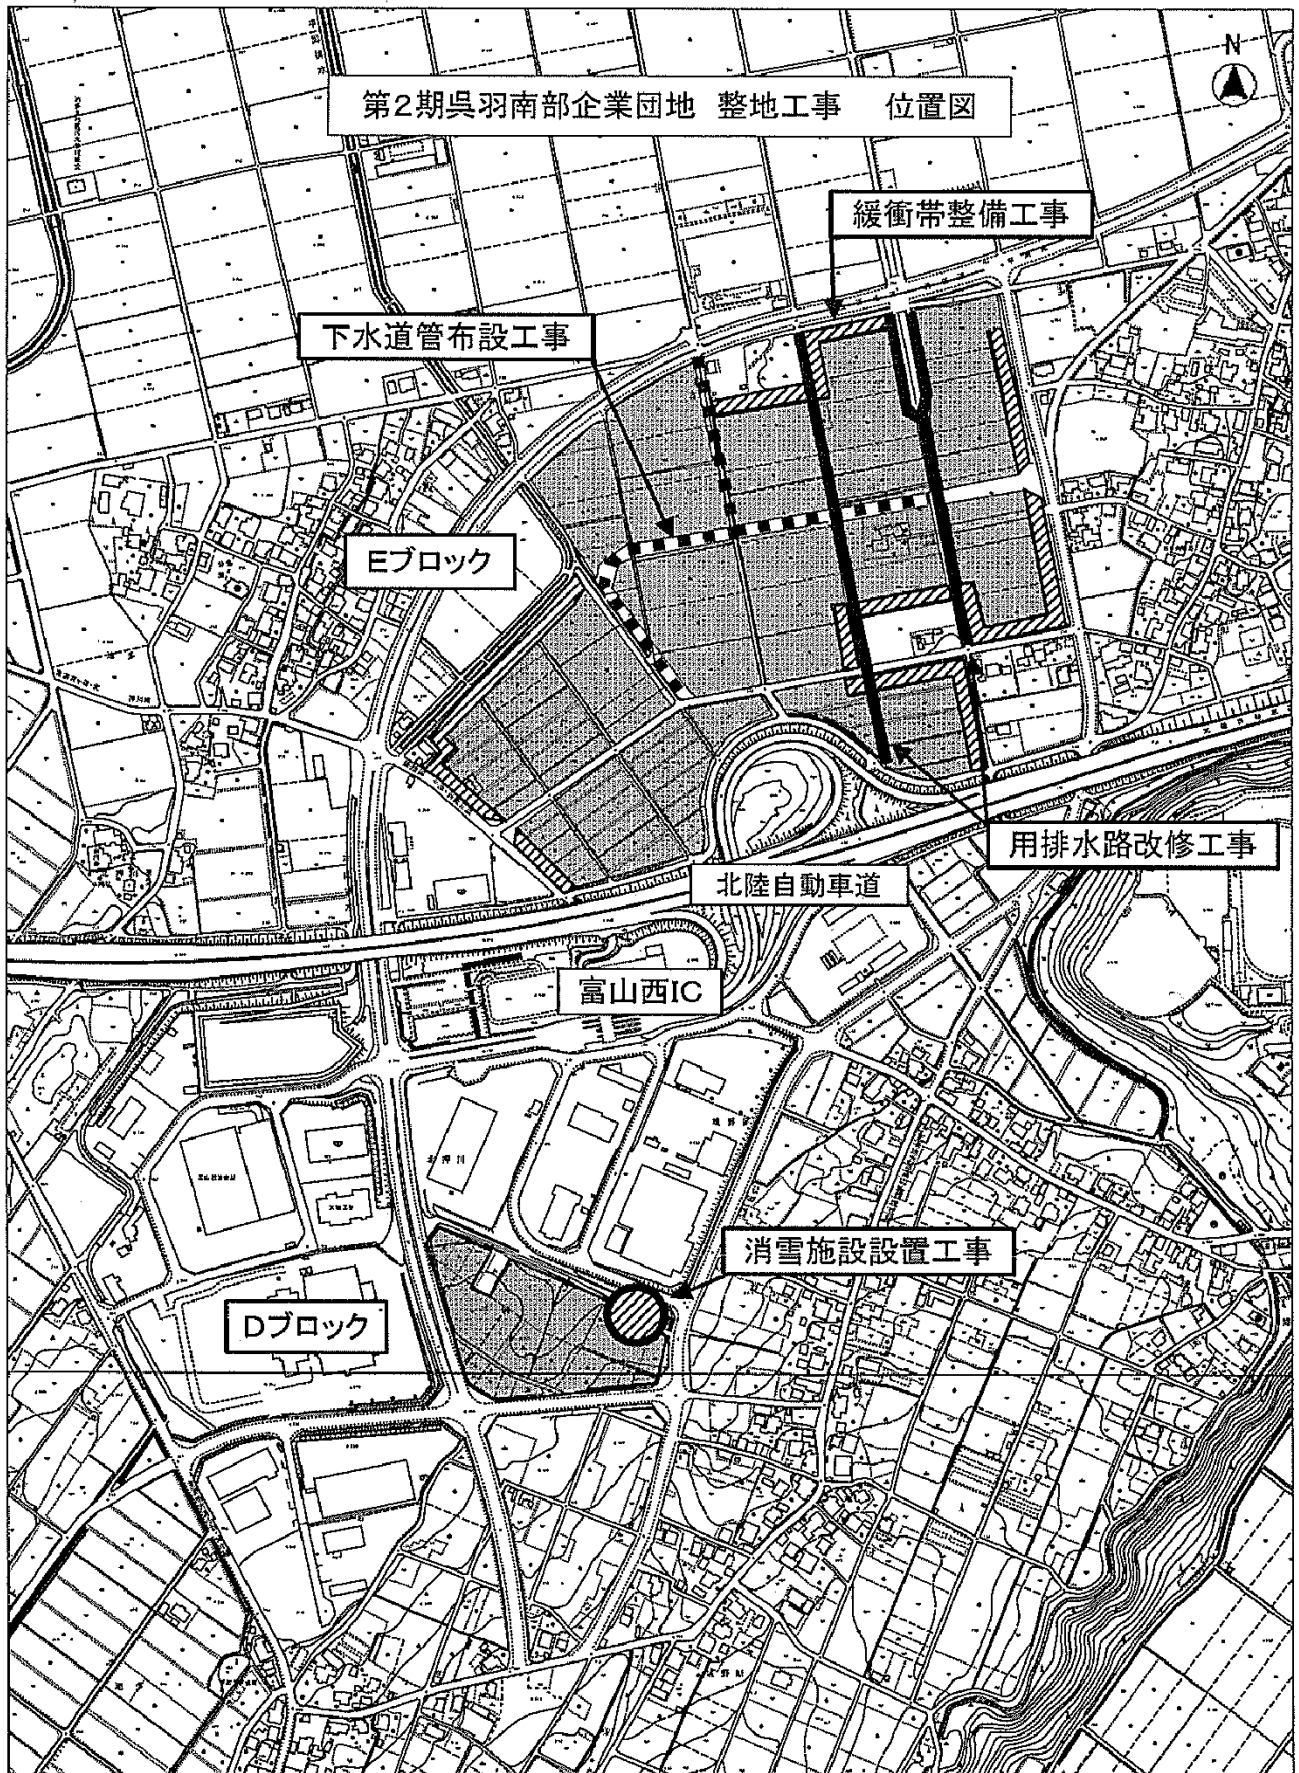 N
第2期呉羽南部企業団地 整地工事 位置図
緩衝帯整備工事
下水道管布設工事
Eブロック
用排水路改修工事
北陸自動車道
富山西IC
消雪施設設置工事
Dブロック